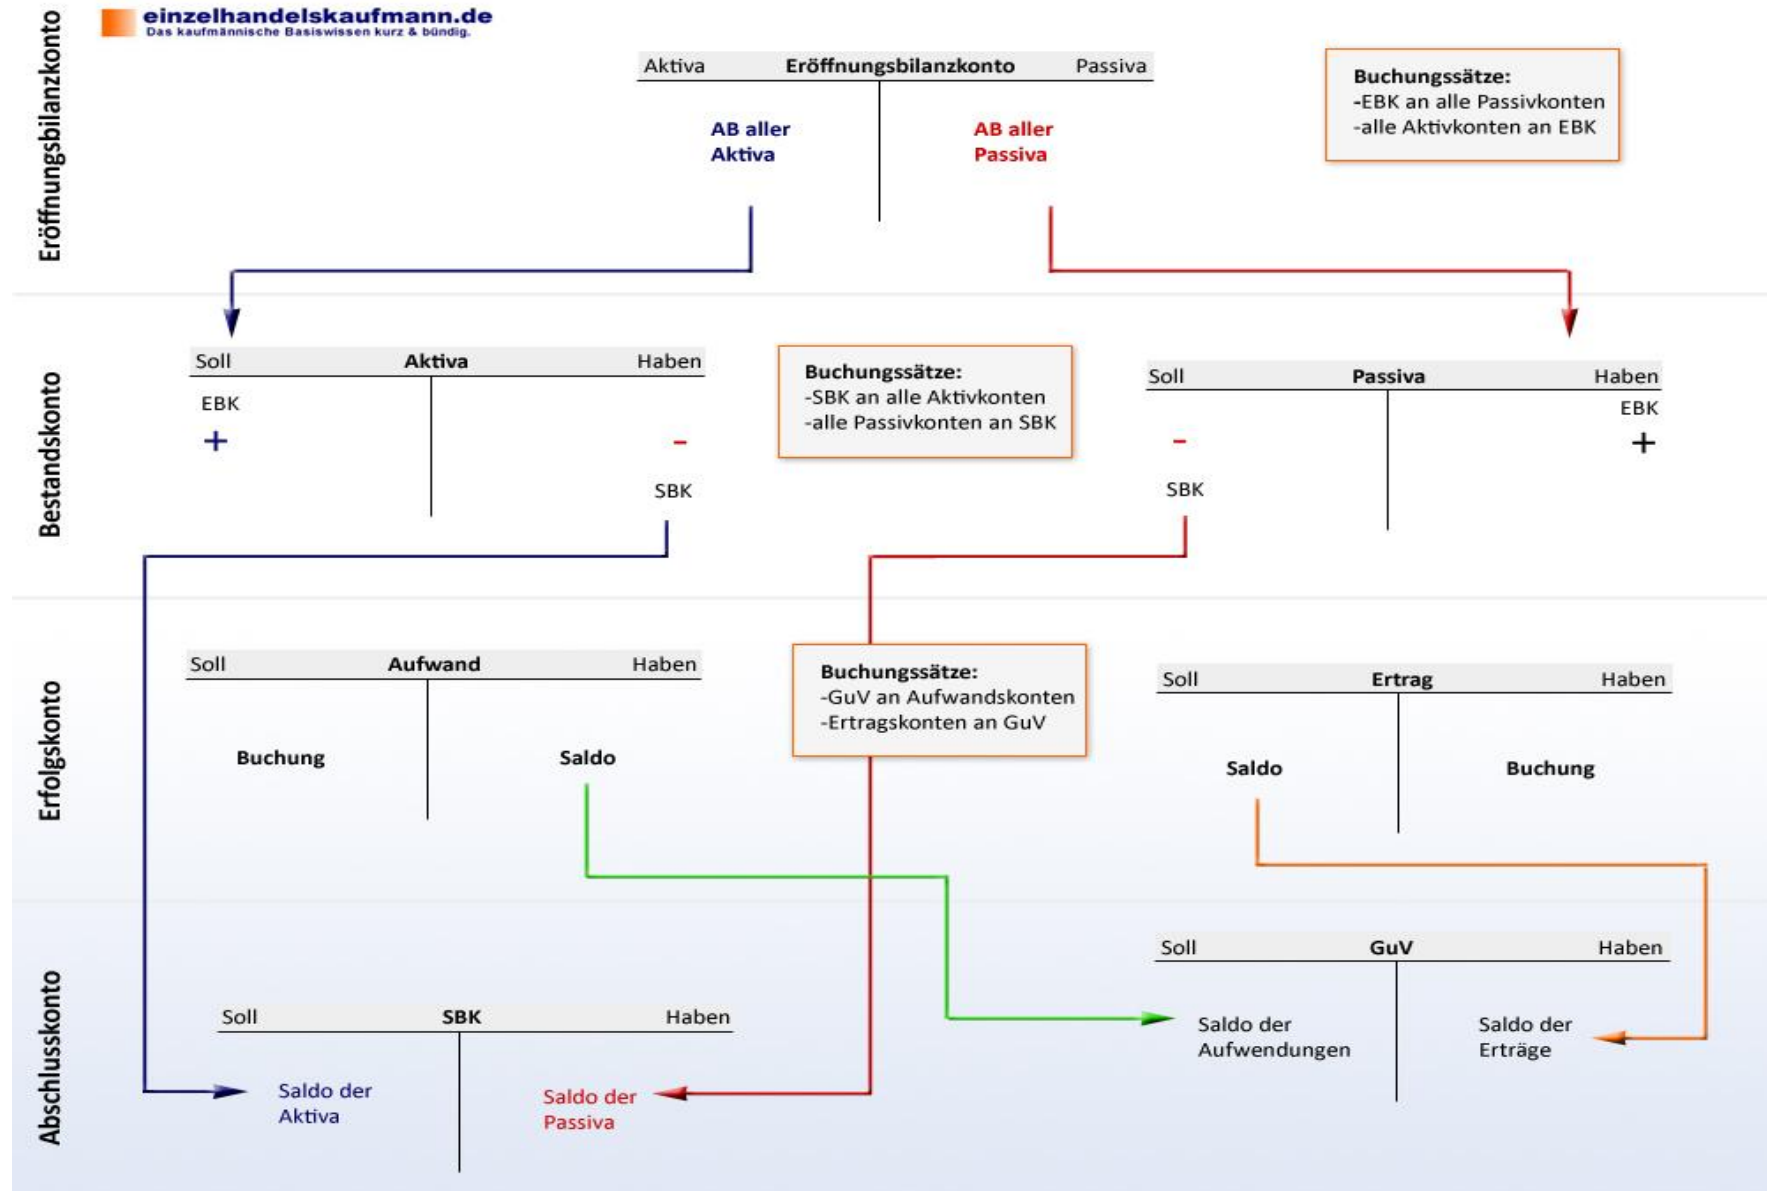 einzelhandelskaufmann.de
Das kaufmännische Basiswissen kurz & bündig.
Eröffnungsbilanzkonto
Aktiva Eröffnungsbilanzkonto Passiva
AB aller
Aktiva
AB aller
Passiva
Buchungssätze:
-EBK an alle Passivkonten
-alle Aktivkonten an EBK
Bestandskonto
Soll Aktiva Haben
EBK
+
-
SBK
Buchungssätze:
-SBK an alle Aktivkonten
-alle Passivkonten an SBK
Soll Passiva Haben
EBK
-
+
SBK
Erfolgskonto
Soll Aufwand Haben
Buchung Saldo
Buchungssätze:
-GuV an Aufwandskonten
-Ertragskonten an GuV
Soll Ertrag Haben
Saldo Buchung
Abschlusskonto
Soll SBK Haben
Saldo der
Aktiva
Saldo der
Passiva
Soll GuV Haben
Saldo der
Aufwendungen
Saldo der
Erträge